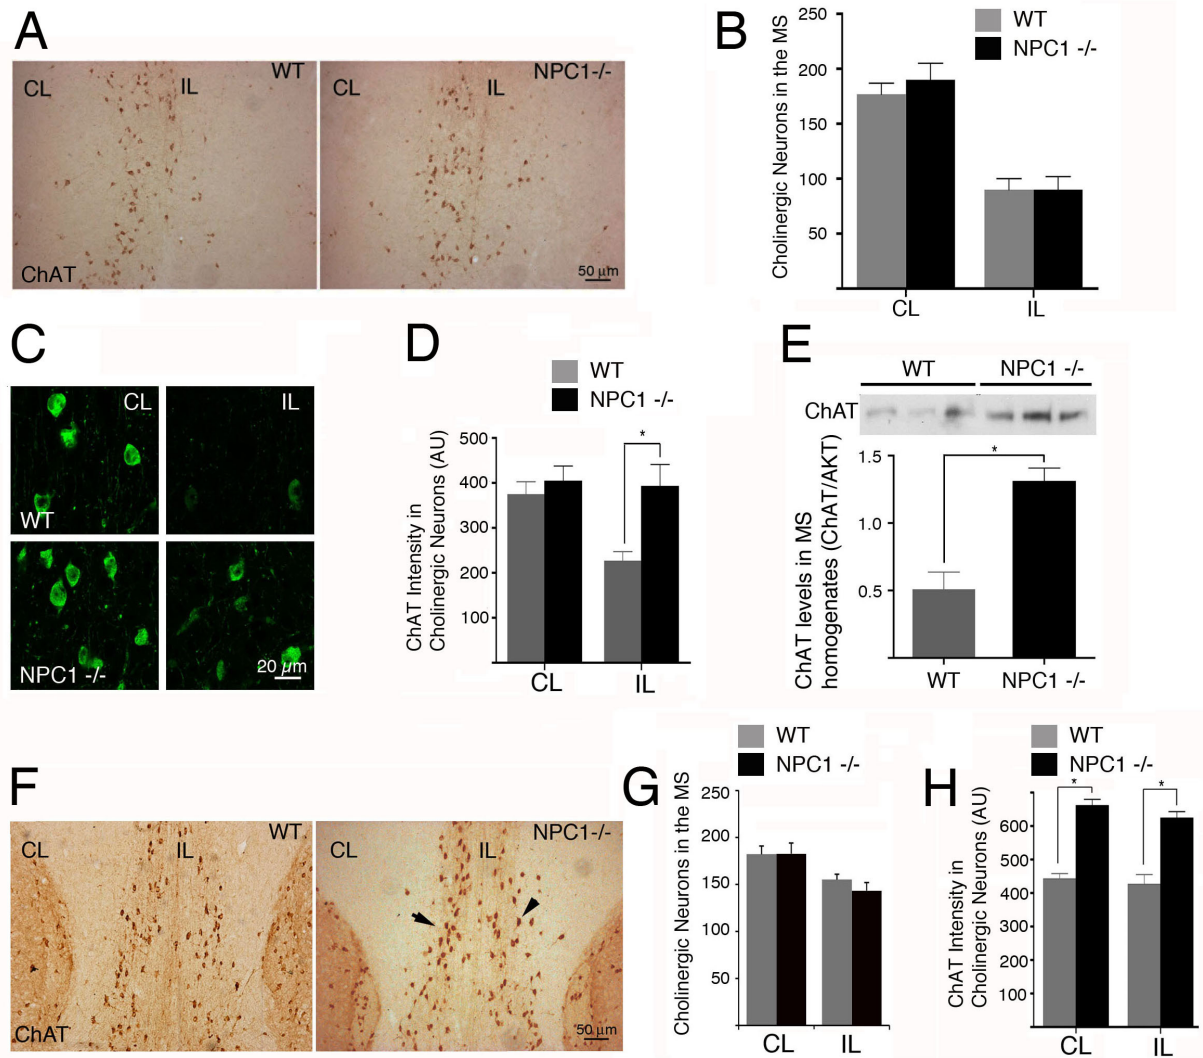 A
CL
IL
WT
ChAT
CL
IL
NPC1-/-
50 µm
B
WT
NPC1 -/-
Cholinergic Neurons in the MS
250
200
150
100
50
CL
IL
C
CL
WT
IL
NPC1 -/-
20 µm
D
WT
NPC1 -/-
ChAT Intensity in
Cholinergic Neurons (AU)
500
400
300
200
100
*
CL
IL
E
WT
NPC1 -/-
ChAT
ChAT levels in MS
homogenates (ChAT/AKT)
1.5
1.0
0.5
*
WT
NPC1 -/-
F
CL
IL
WT
ChAT
CL
IL
NPC1-/-
50 µm
G
WT
NPC1 -/-
Cholinergic Neurons in the MS
250
200
150
100
50
CL
IL
H
WT
NPC1 -/-
ChAT Intensity in
Cholinergic Neurons (AU)
600
500
400
300
200
100
*
*
CL
IL